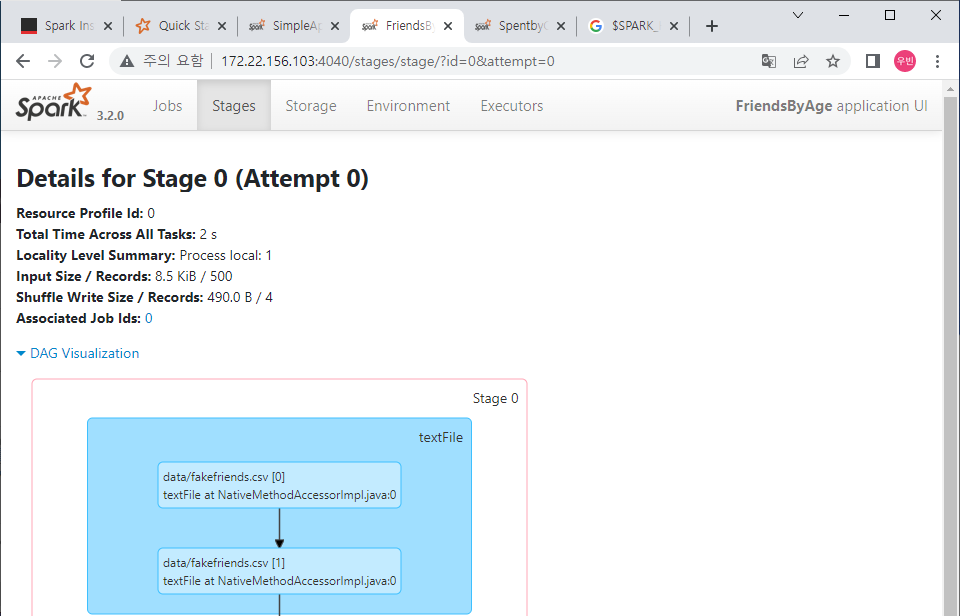 Spark Ins
Quick Sta
SimpleAp
FriendsBy
Spentby
$SPARK_
주의 요함 172.22.156.103:4040/stages/stage/?id=0&attempt=0
우빈
APACHE Spark 3.2.0 Jobs Stages Storage Environment Executors FriendsByAge application UI
Details for Stage 0 (Attempt 0)
Resource Profile Id: 0
Total Time Across All Tasks: 2 s
Locality Level Summary: Process local: 1
Input Size / Records: 8.5 KiB / 500
Shuffle Write Size / Records: 490.0 B / 4
Associated Job Ids: 0
DAG Visualization
Stage 0
textFile
data/fakefriends.csv [0]
textFile at NativeMethodAccessorImpl.java:0
data/fakefriends.csv [1]
textFile at NativeMethodAccessorImpl.java:0